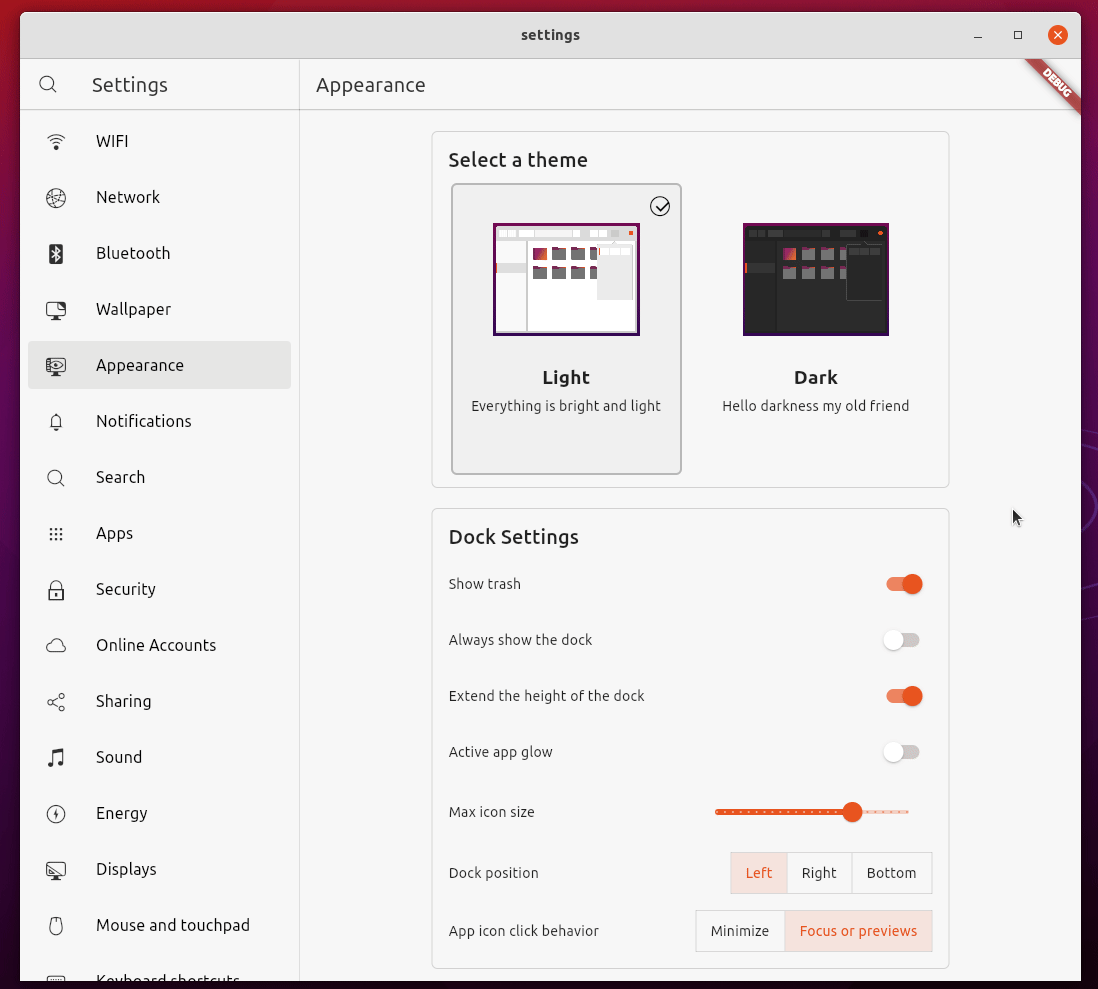 settings
Settings
Appearance
DEBUG
WIFI
Network
Bluetooth
Wallpaper
Appearance
Notifications
Search
Apps
Security
Online Accounts
Sharing
Sound
Energy
Displays
Mouse and touchpad
Keyboard shortcuts
Select a theme
Light
Everything is bright and light
Dark
Hello darkness my old friend
Dock Settings
Show trash
Always show the dock
Extend the height of the dock
Active app glow
Max icon size
Dock position
Left
Right
Bottom
App icon click behavior
Minimize
Focus or previews